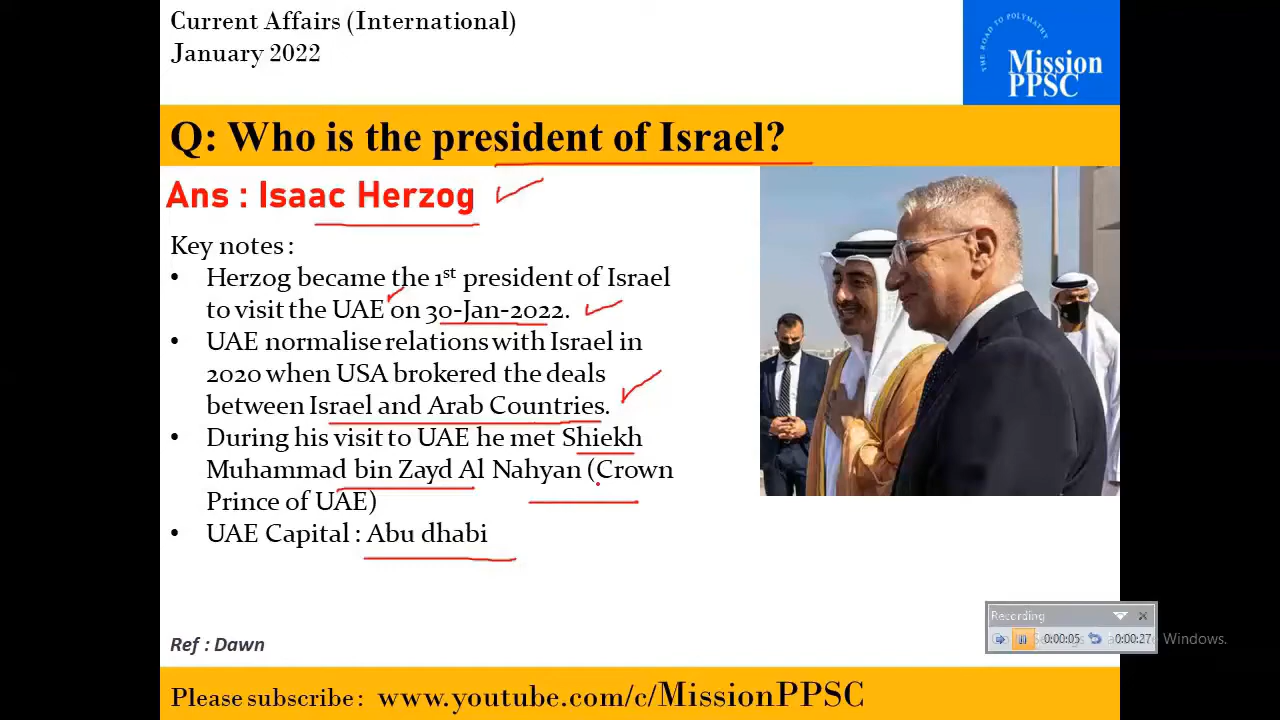 Current Affairs (International)
January 2022
THE ROAD TO POLYMATHY
Mission
PPSC
Q: Who is the president of Israel?
Ans : Isaac Herzog
Key notes :
• Herzog became the 1st president of Israel
to visit the UAE on 30-Jan-2022.
• UAE normalise relations with Israel in
2020 when USA brokered the deals
between Israel and Arab Countries.
• During his visit to UAE he met Shiekh
Muhammad bin Zayd Al Nahyan (Crown
Prince of UAE)
• UAE Capital : Abu dhabi
Ref : Dawn
Recording
0:00:05 0:00:27 Windows.
Please subscribe : www.youtube.com/c/MissionPPSC